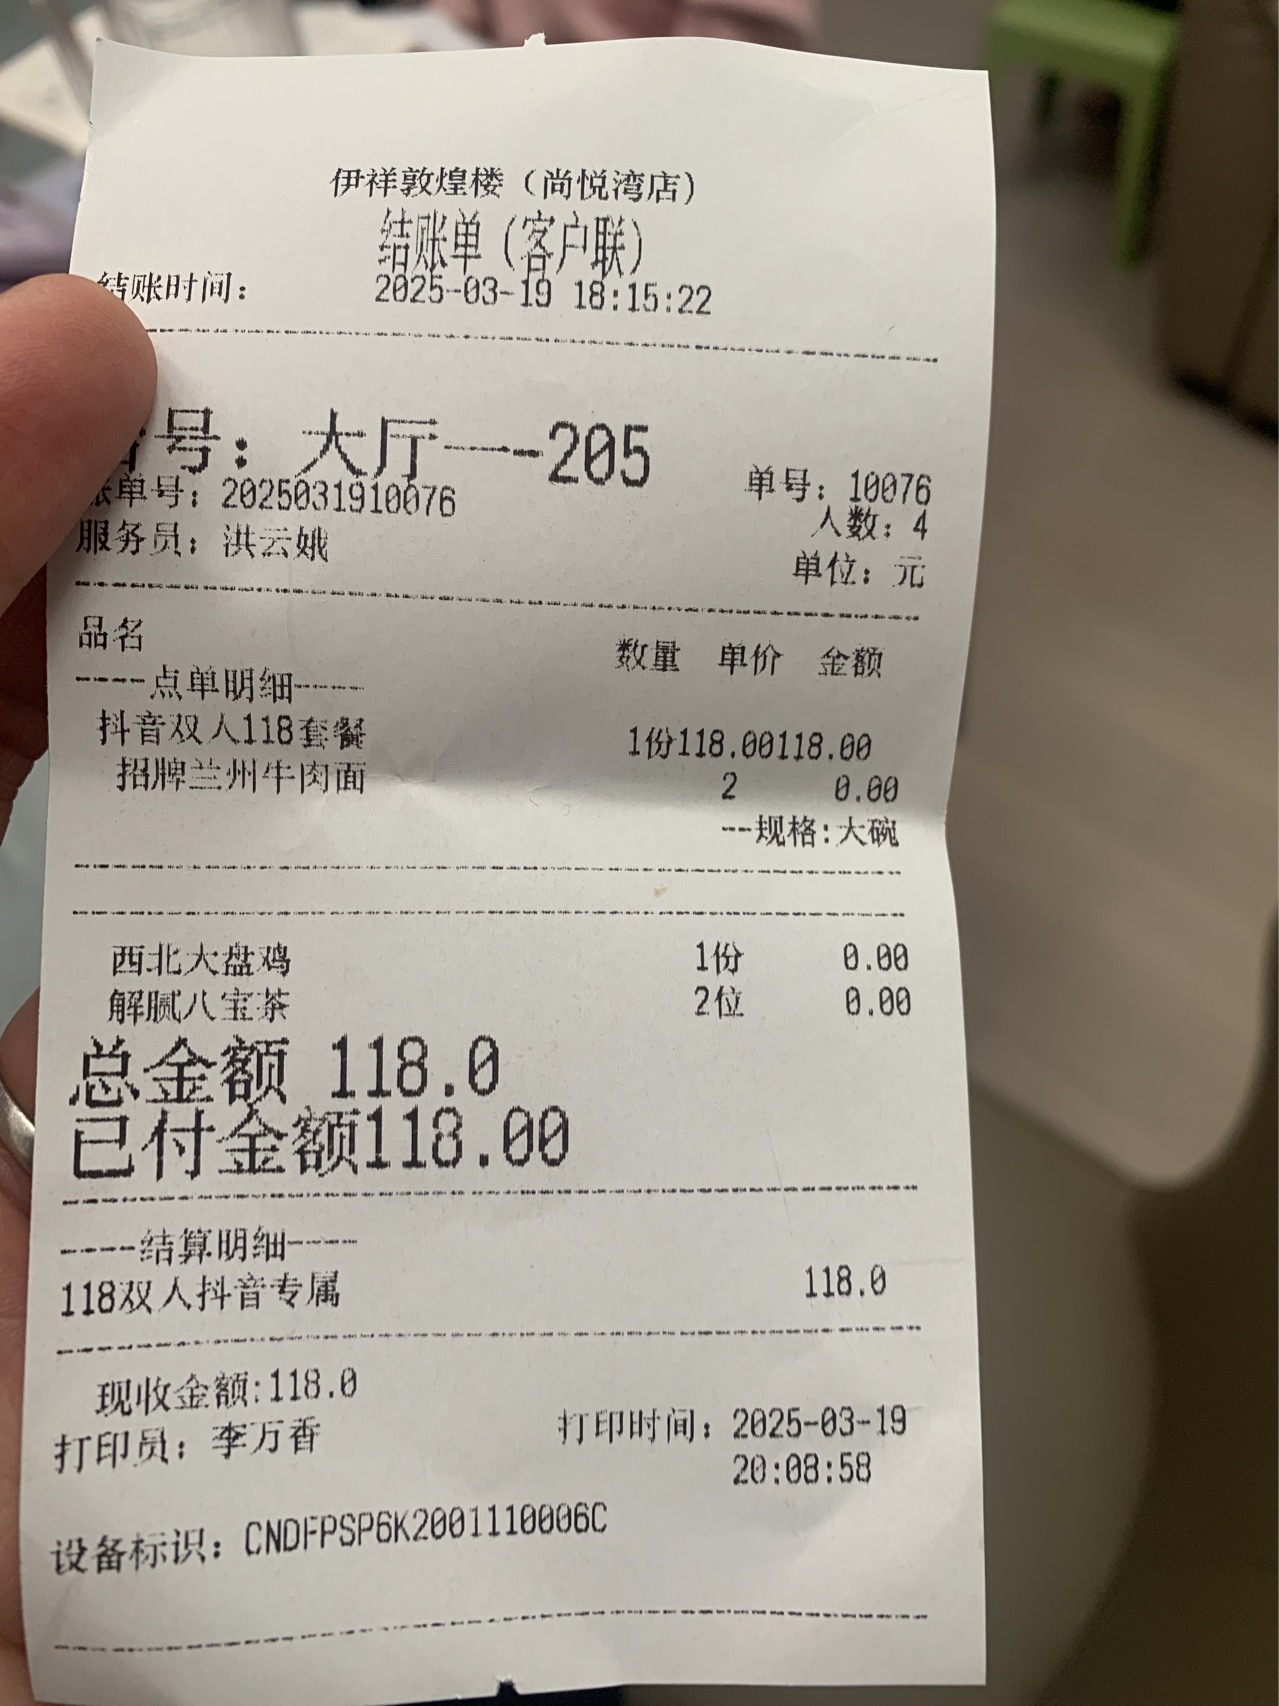 伊祥敦煌楼（尚悦湾店）
结账单（客户联）
结账时间： 2025-03-19 18:15:22
号：大厅——-205
账单号：2025031910076 单号：10076
人数：4
服务员：洪云娥
单位：元
品名 数量 单价 金额
----点单明细----
抖音双人118套餐 1份118.00118.00
招牌兰州牛肉面 2 0.00
--规格:大碗
西北大盘鸡 1份 0.00
解腻八宝茶 2位 0.00
总金额 118.0
已付金额118.00
----结算明细----
118双人抖音专属 118.0
现收金额:118.0
打印员：李万香 打印时间：2025-03-19
20:08:58
设备标识：CNDFPSP6K2001110006C